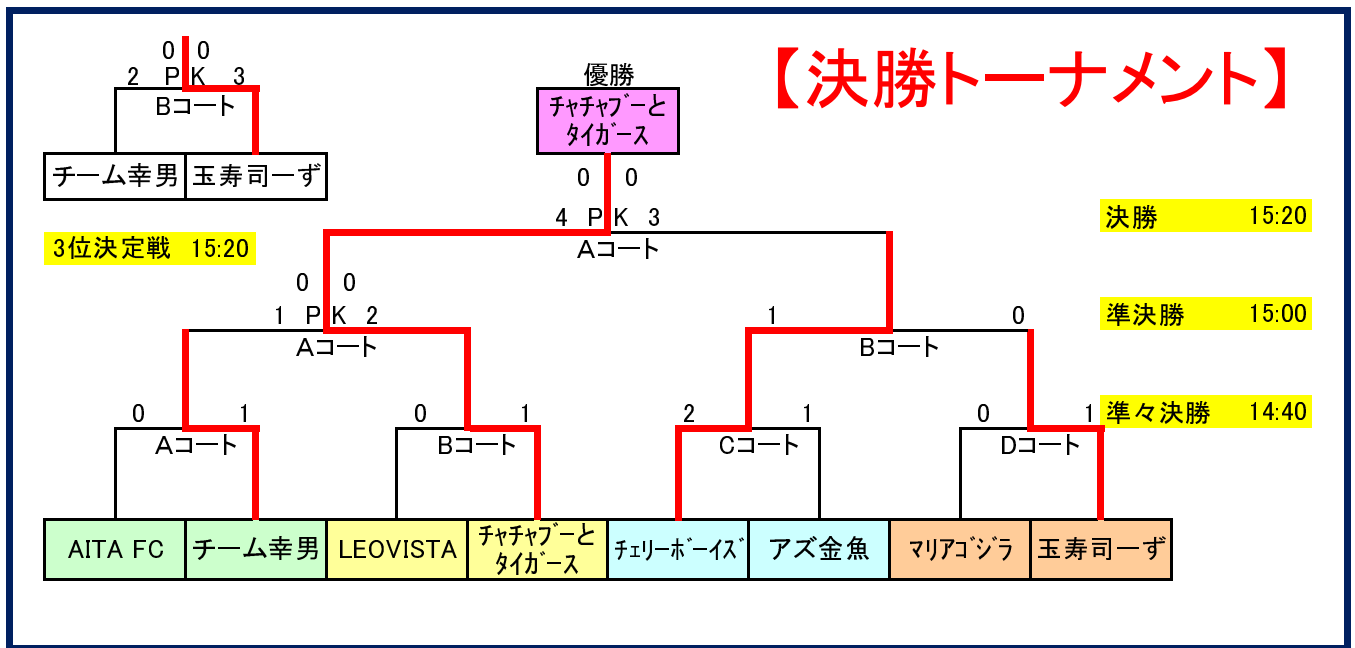 【決勝トーナメント】
0 0
2 PK 3
Bコート
チーム幸男 玉寿司一ず
3位決定戦 15:20
優勝
ﾁｬﾁｬﾌﾞｰと
ﾀｲｶﾞｰｽ
0 0
4 PK 3
Aコート
決勝 15:20
0 0
1 PK 2
Aコート
1 0
Bコート
準決勝 15:00
0 1
Aコート
0 1
Bコート
2 1
Cコート
0 1
Dコート
準々決勝 14:40
AITA FC
チーム幸男
LEOVISTA
ﾁｬﾁｬﾌﾞｰと
ﾀｲｶﾞｰｽ
ﾁｪﾘｰﾎﾞｰｲｽﾞ
アズ金魚
ﾏﾘｱｺﾞｼﾞﾗ
玉寿司一ず